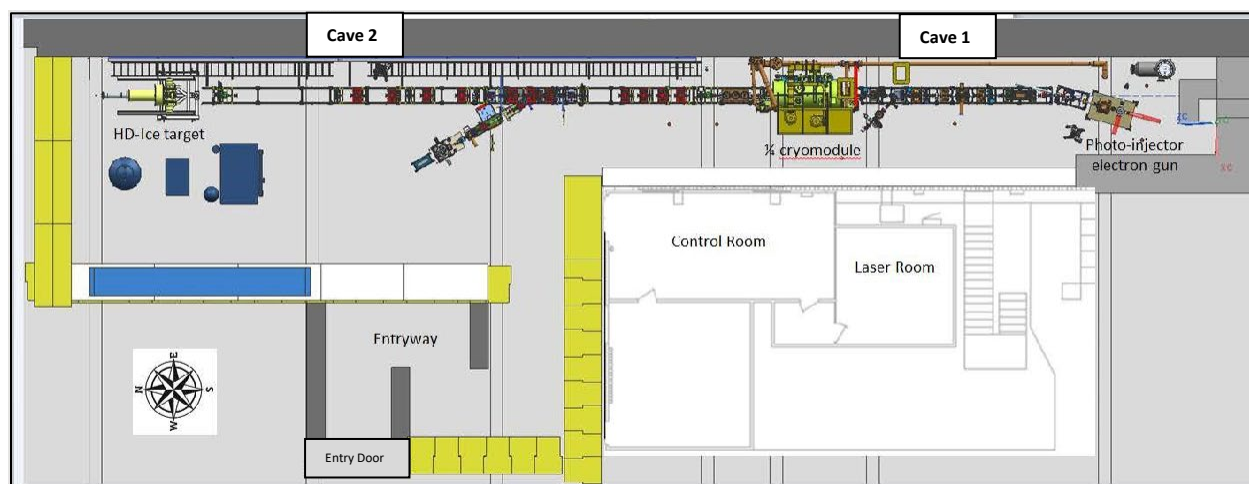 Cave 2
Cave 1
HD-Ice target
¼ cryomodule
Photo-injector
electron gun
Control Room
Laser Room
Entryway
Entry Door
E
N
S
W